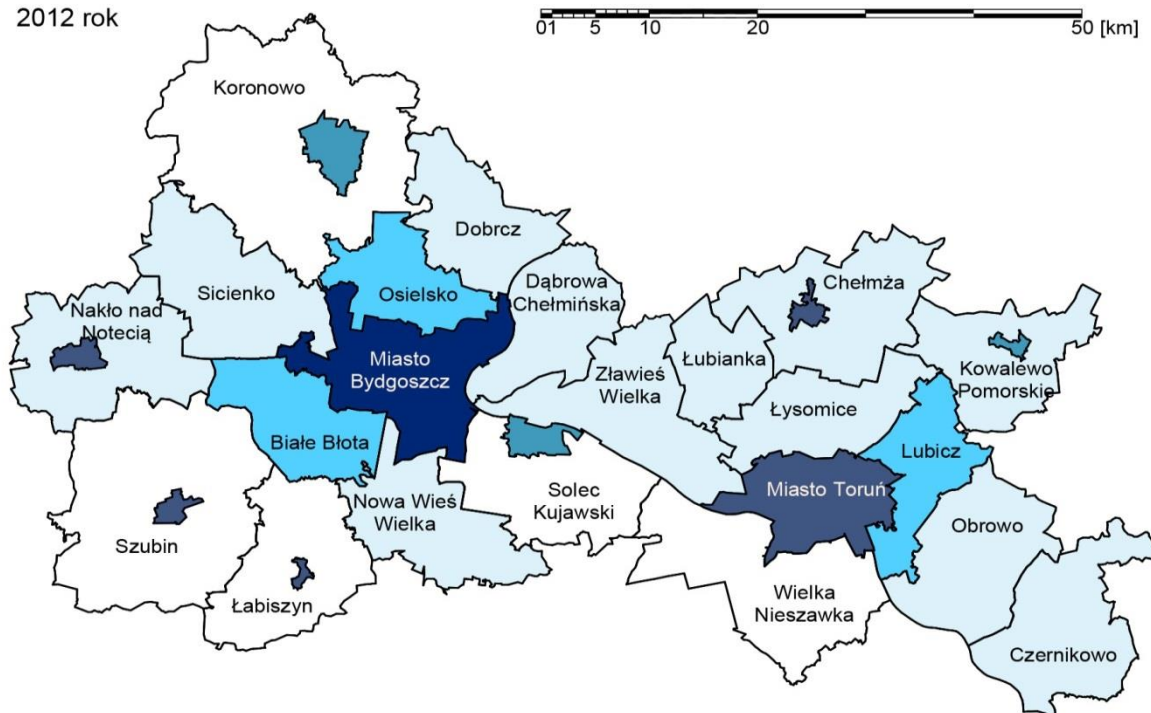 2012 rok
01 5 10 20 50 [km]
Koronowo
Dobrcz
Dąbrowa
Chełmińska
Osielsko
Sicienko
Nakło nad
Notecią
Chełmża
Łubianka
Kowalewo
Pomorskie
Miasto
Bydgoszcz
Zławieś
Wielka
Łysomice
Białe Błota
Lubicz
Miasto Toruń
Nowa Wieś
Wielka
Solec
Kujawski
Obrowo
Szubin
Łabiszyn
Wielka
Nieszawka
Czernikowo